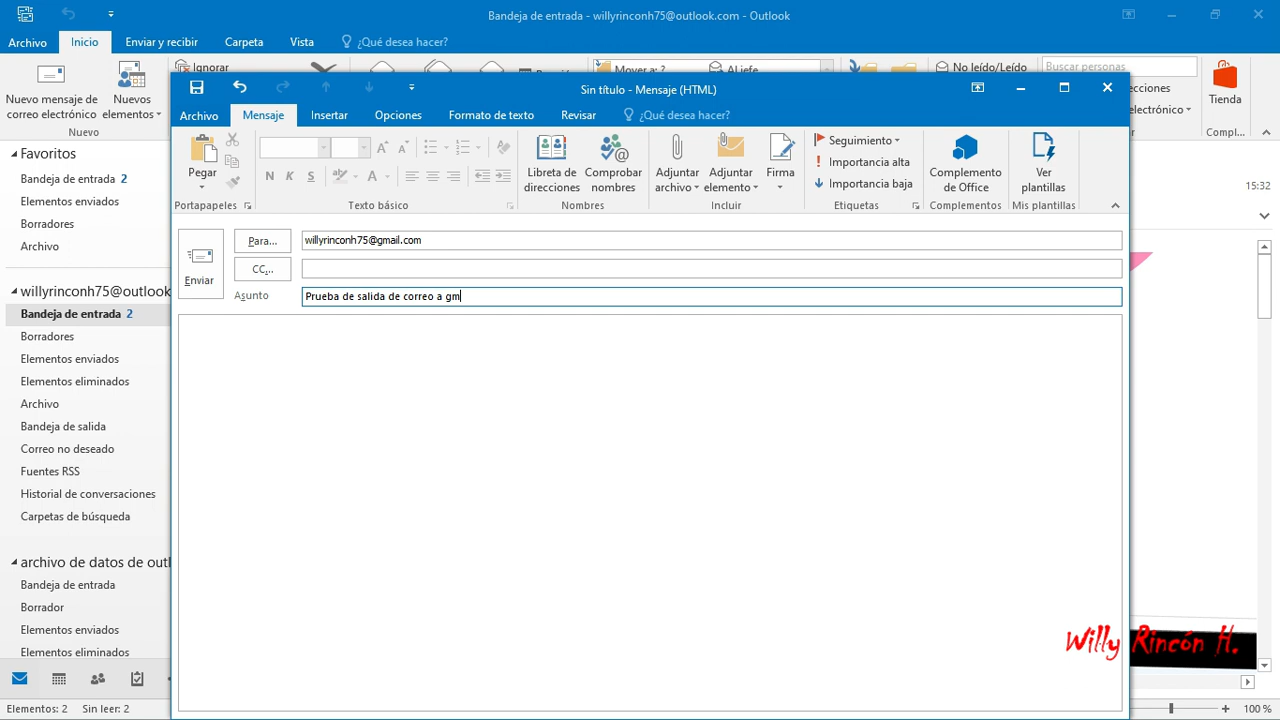 Bandeja de entrada - willyrinconh75@outlook.com - Outlook
Archivo Inicio Enviar y recibir Carpeta Vista ¿Qué desea hacer?
Nuevo mensaje de correo electrónico
Nuevos elementos
Nuevo
Ignorar
Mover a: ?
Al jefe
No leído/Leído
Buscar personas
Tienda
Compl...
Sin título - Mensaje (HTML)
Archivo Mensaje Insertar Opciones Formato de texto Revisar ¿Qué desea hacer?
Pegar
Portapapeles
N K S
Texto básico
Libreta de direcciones
Comprobar nombres
Nombres
Adjuntar archivo
Adjuntar elemento
Firma
Incluir
Seguimiento
Importancia alta
Importancia baja
Etiquetas
Complemento de Office
Complementos
Ver plantillas
Mis plantillas
Enviar
Para... willyrinconh75@gmail.com
CC...
Asunto Prueba de salida de correo a gm
Favoritos
Bandeja de entrada 2
Elementos enviados
Borradores
Archivo
willyrinconh75@outlook
Bandeja de entrada 2
Borradores
Elementos enviados
Elementos eliminados
Archivo
Bandeja de salida
Correo no deseado
Fuentes RSS
Historial de conversaciones
Carpetas de búsqueda
archivo de datos de outl
Bandeja de entrada
Borrador
Elementos enviados
Elementos eliminados
15:32
Willy Rincón H.
Elementos: 2 Sin leer: 2
100 %